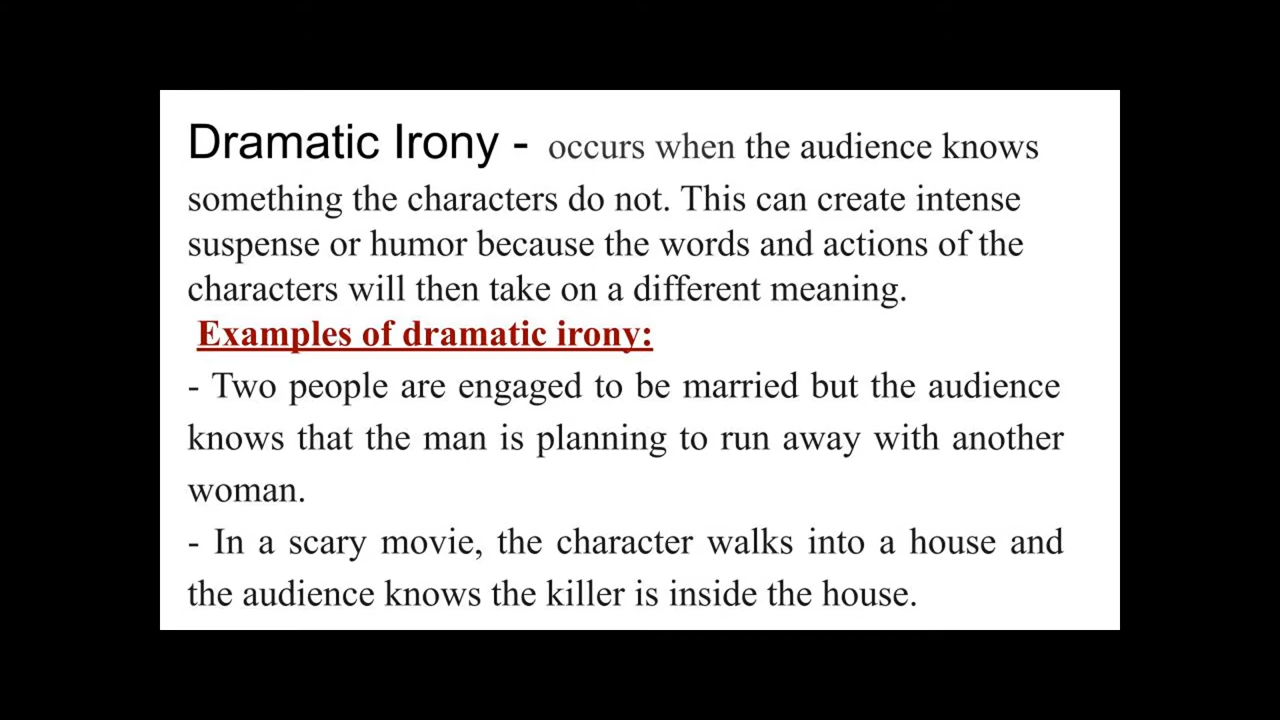 Dramatic Irony - occurs when the audience knows
something the characters do not. This can create intense
suspense or humor because the words and actions of the
characters will then take on a different meaning.
Examples of dramatic irony:
- Two people are engaged to be married but the audience
knows that the man is planning to run away with another
woman.
- In a scary movie, the character walks into a house and
the audience knows the killer is inside the house.